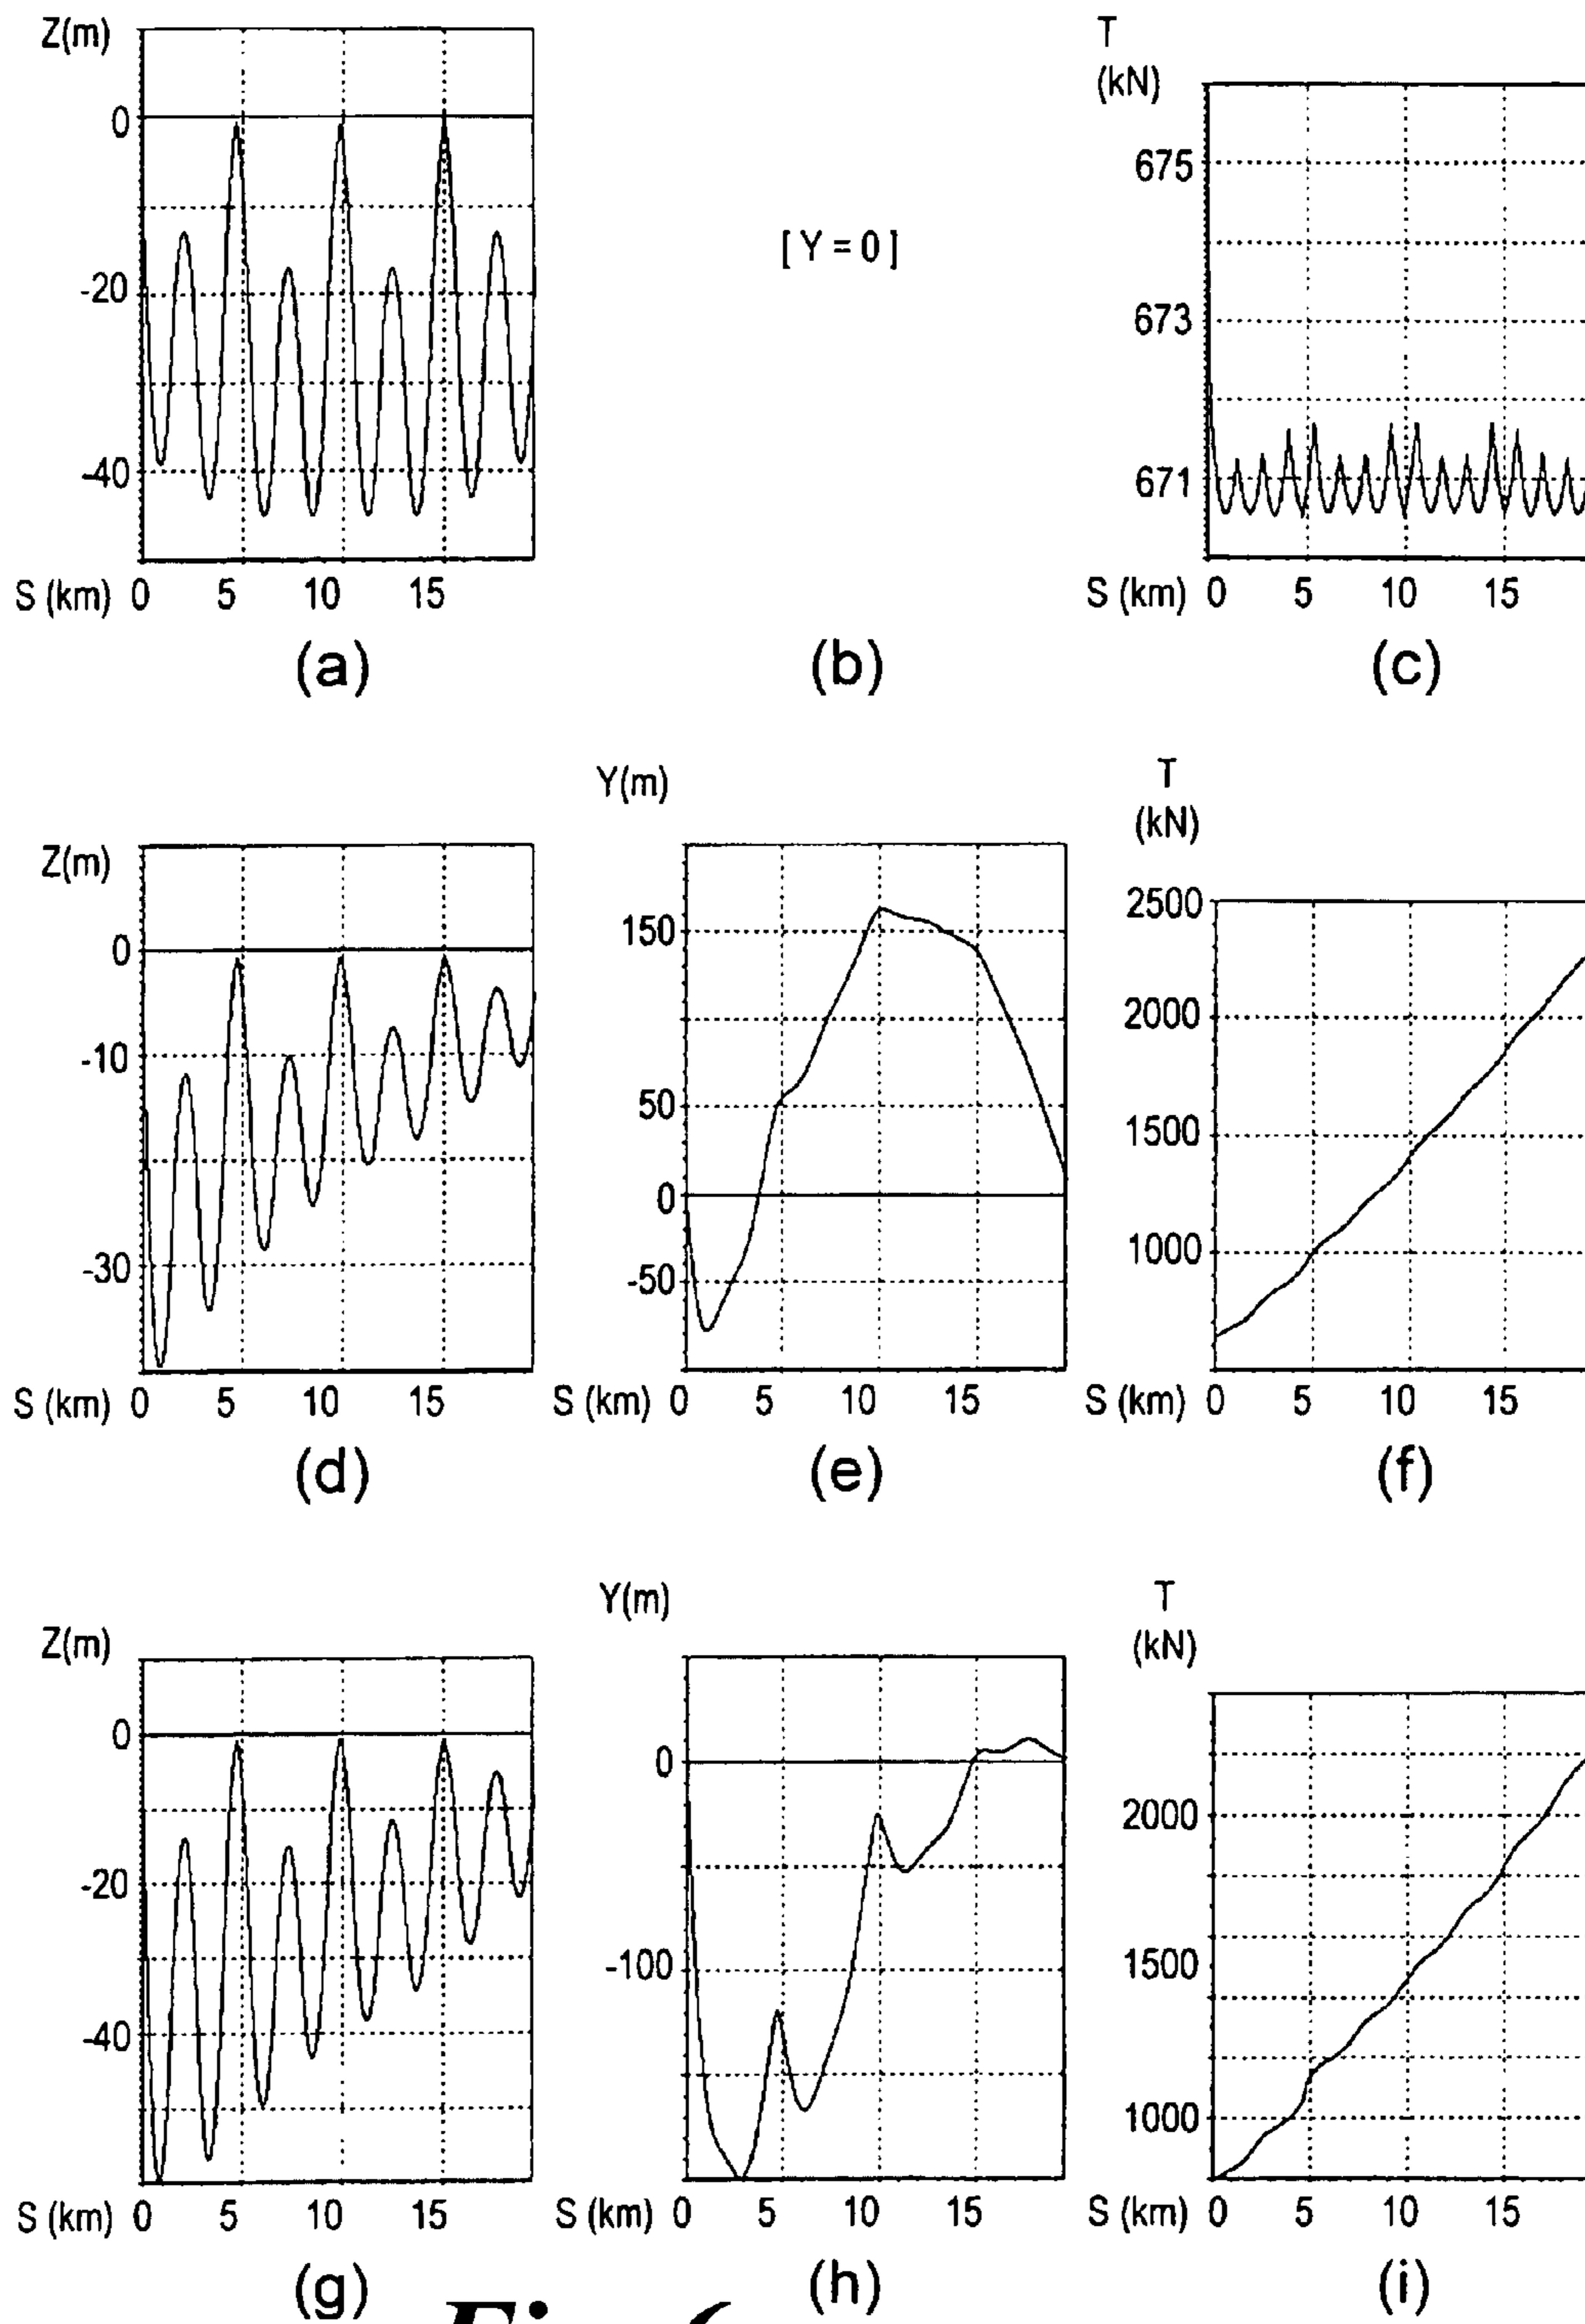 Z(m)
0
-20
-40
S (km) 0 5 10 15
(a)
[ Y = 0 ]
(b)
T
(kN)
675
673
671
S (km) 0 5 10 15
(c)
Z(m)
0
-10
-30
S (km) 0 5 10 15
(d)
Y(m)
150
50
0
-50
S (km) 0 5 10 15
(e)
T
(kN)
2500
2000
1500
1000
S (km) 0 5 10 15
(f)
Z(m)
0
-20
-40
S (km) 0 5 10 15
(g)
Y(m)
0
-100
S (km) 0 5 10 15
(h)
T
(kN)
2000
1500
1000
S (km) 0 5 10 15
(i)